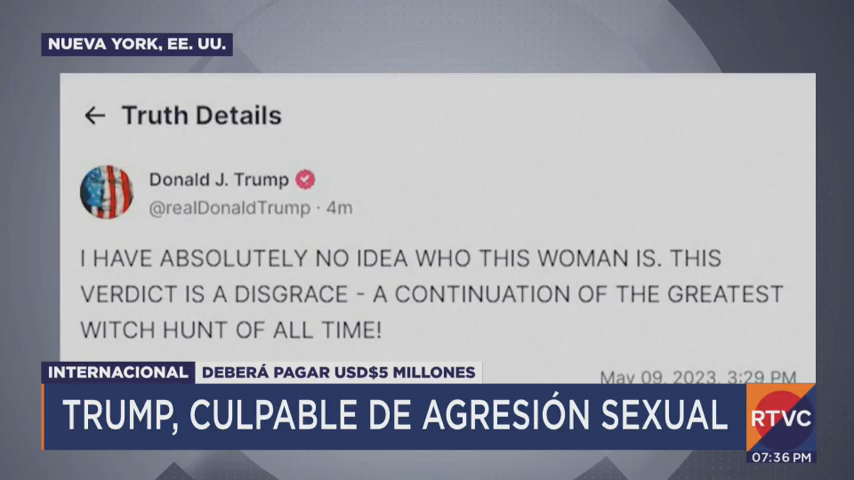 NUEVA YORK, EE. UU.
← Truth Details
Donald J. Trump
@realDonaldTrump · 4m
I HAVE ABSOLUTELY NO IDEA WHO THIS WOMAN IS. THIS
VERDICT IS A DISGRACE - A CONTINUATION OF THE GREATEST
WITCH HUNT OF ALL TIME!
May 09, 2023, 3:29 PM
INTERNACIONAL DEBERÁ PAGAR USD$5 MILLONES
TRUMP, CULPABLE DE AGRESIÓN SEXUAL
RTVC
07:36 PM